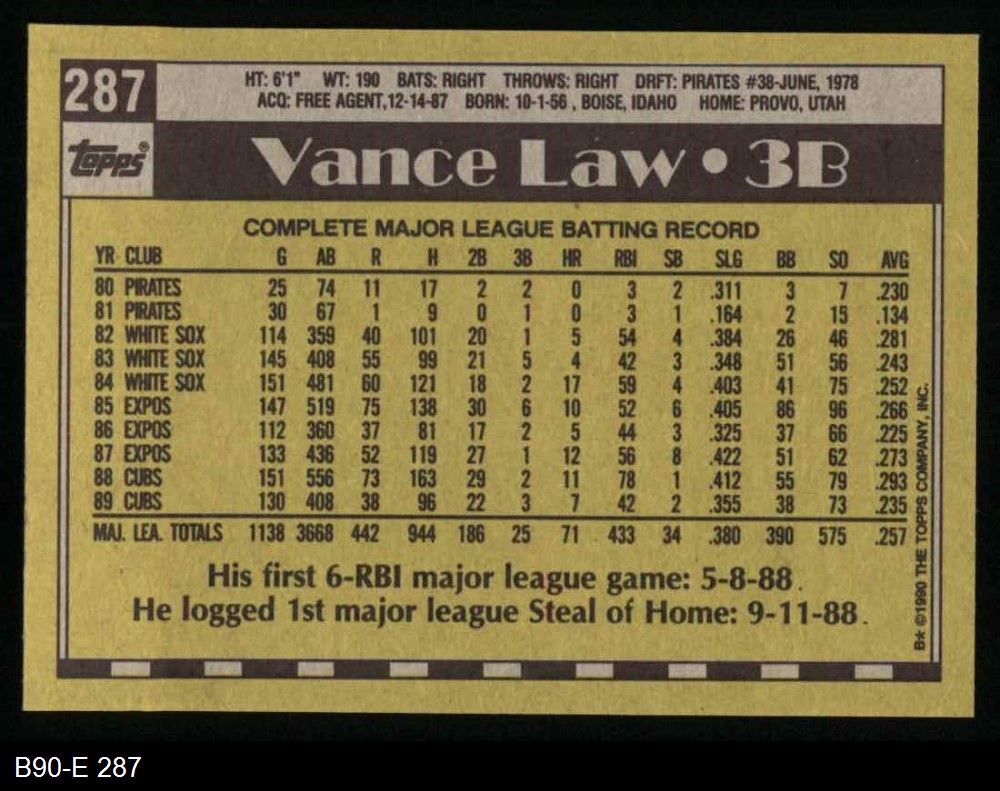 287
HT: 6'1" WT: 190 BATS: RIGHT THROWS: RIGHT DRFT: PIRATES #38-JUNE, 1978
ACQ: FREE AGENT,12-14-87 BORN: 10-1-56 , BOISE, IDAHO HOME: PROVO, UTAH
Topps®
Vance Law • 3B
COMPLETE MAJOR LEAGUE BATTING RECORD
YR CLUB G AB R H 2B 3B HR RBI SB SLG BB SO AVG
80 PIRATES 25 74 11 17 2 2 0 3 2 .311 3 7 .230
81 PIRATES 30 67 1 9 0 1 0 3 1 .164 2 15 .134
82 WHITE SOX 114 359 40 101 20 1 5 54 4 .384 26 46 .281
83 WHITE SOX 145 408 55 99 21 5 4 42 3 .348 51 56 .243
84 WHITE SOX 151 481 60 121 18 2 17 59 4 .403 41 75 .252
85 EXPOS 147 519 75 138 30 6 10 52 6 .405 86 96 .266
86 EXPOS 112 360 37 81 17 2 5 44 3 .325 37 66 .225
87 EXPOS 133 436 52 119 27 1 12 56 8 .422 51 62 .273
88 CUBS 151 556 73 163 29 2 11 78 1 .412 55 79 .293
89 CUBS 130 408 38 96 22 3 7 42 2 .355 38 73 .235
MAJ. LEA. TOTALS 1138 3668 442 944 186 25 71 433 34 .380 390 575 .257
His first 6-RBI major league game: 5-8-88.
He logged 1st major league Steal of Home: 9-11-88.
B* ©1990 THE TOPPS COMPANY, INC.
B90-E 287